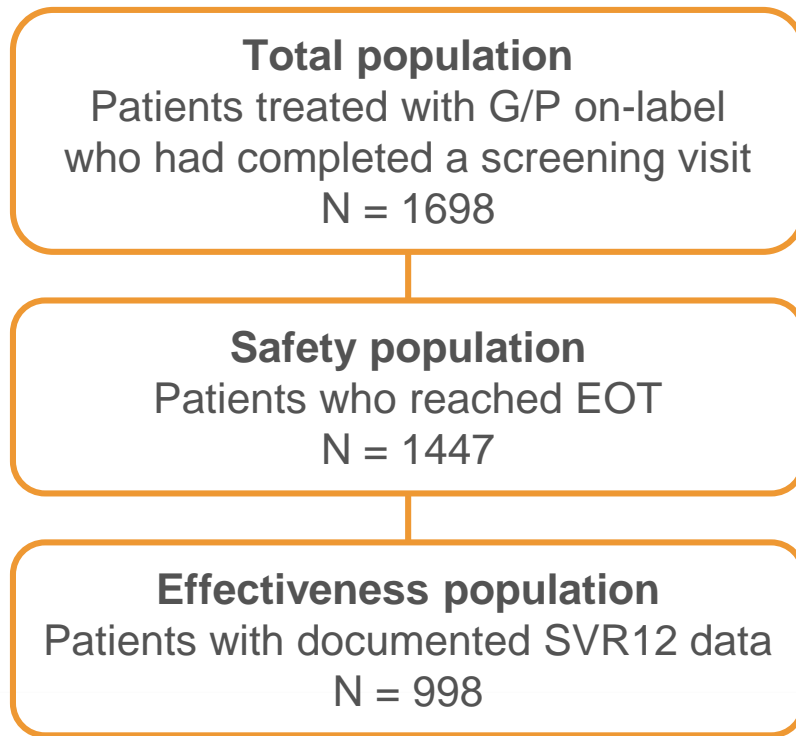 Total population
Patients treated with G/P on-label
who had completed a screening visit
N = 1698
Safety population
Patients who reached EOT
N = 1447
Effectiveness population
Patients with documented SVR12 data
N = 998